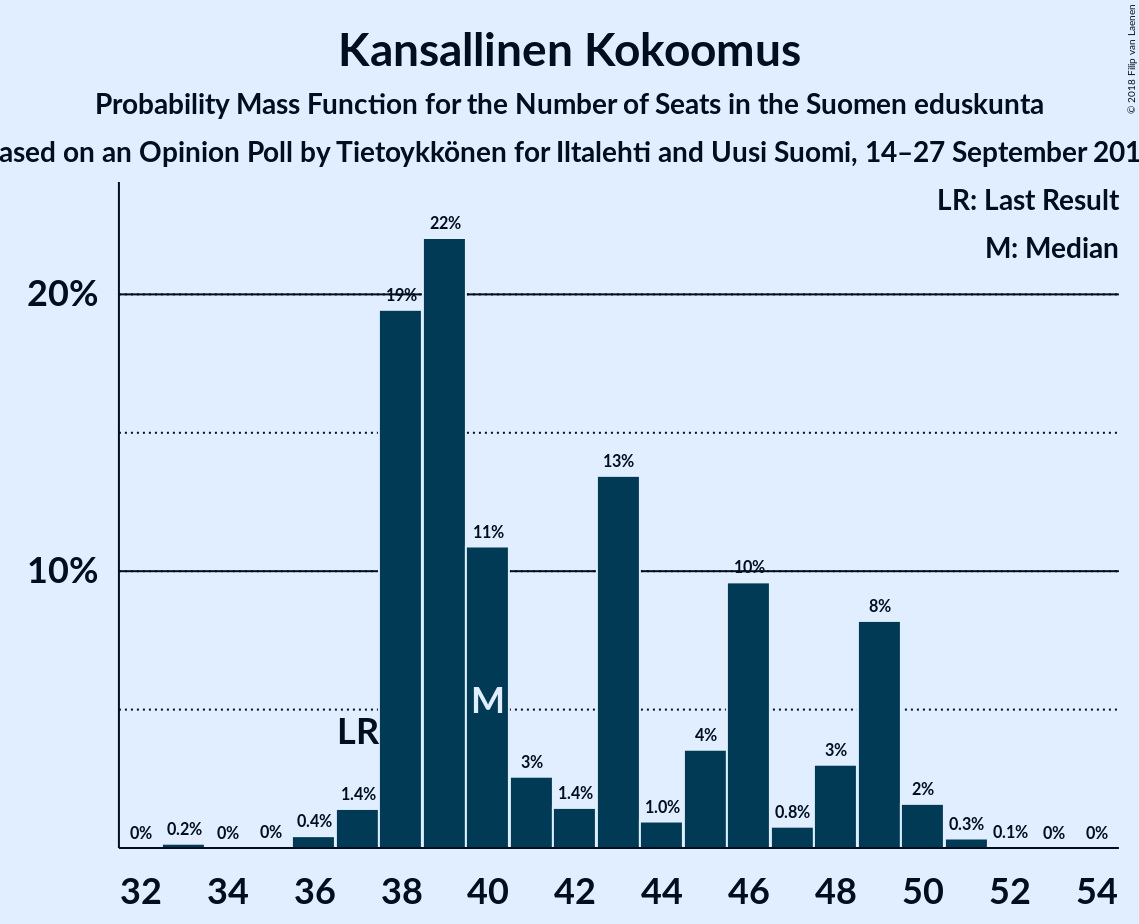 Kansallinen Kokoomus
Probability Mass Function for the Number of Seats in the Suomen eduskunta
ased on an Opinion Poll by Tietoykkönen for Iltalehti and Uusi Suomi, 14–27 September 201
© 2018 Filip van Laenen
LR: Last Result
M: Median
20%
10%
0%
0.2%
0%
0%
0.4%
1.4%
19%
22%
11%
3%
1.4%
13%
1.0%
4%
10%
0.8%
3%
8%
2%
0.3%
0.1%
0%
0%
LR
M
32 34 36 38 40 42 44 46 48 50 52 54